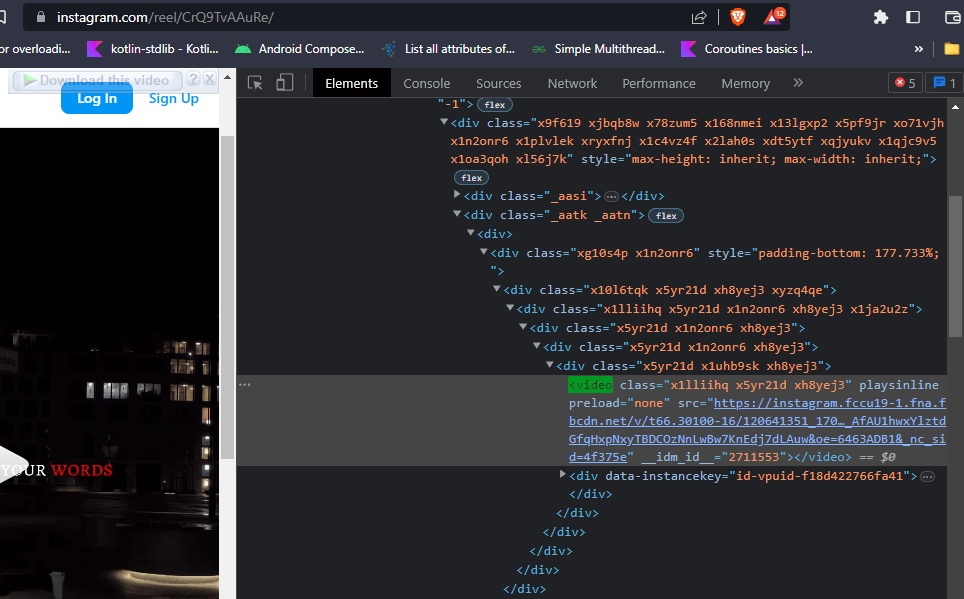 instagram.com/reel/CrQ9TvAAuRe/
12
or overloadi...
kotlin-stdlib - Kotli...
Android Compose...
List all attributes of...
Simple Multithread...
Coroutines basics |...
»
Download this video
?
X
Log In
Sign Up
YOUR WORDS
Elements
Console
Sources
Network
Performance
Memory
»
5
1
"-1"> flex
<div class="x9f619 xjbqb8w x78zum5 x168nmei x13lgxp2 x5pf9jr xo71vjh
x1n2onr6 x1plvlek xryxfnj x1c4vz4f x2lah0s xdt5ytf xqjyukv x1qjc9v5
x1oa3qoh xl56j7k" style="max-height: inherit; max-width: inherit;">
flex
<div class="_aasi"> ... </div>
<div class="_aatk _aatn"> flex
<div>
<div class="xg10s4p x1n2onr6" style="padding-bottom: 177.733%;
">
<div class="x10l6tqk x5yr21d xh8yej3 xyzq4qe">
<div class="x1lliihq x5yr21d x1n2onr6 xh8yej3 x1ja2u2z">
<div class="x5yr21d x1n2onr6 xh8yej3">
<div class="x5yr21d x1n2onr6 xh8yej3">
<div class="x5yr21d x1uhb9sk xh8yej3">
...
<video class="x1lliihq x5yr21d xh8yej3" playsinline
preload="none" src="https://instagram.fccu19-1.fna.f
bcdn.net/v/t66.30100-16/120641351_170…_AfAU1hwxYlztd
GfqHxpNxyTBDCOzNnLwBw7KnEdj7dLAuw&oe=6463ADB1&_nc_si
d=4f375e" __idm_id__="2711553"></video> == $0
<div data-instancekey="id-vpuid-f18d422766fa41"> ...
</div>
</div>
</div>
</div>
</div>
</div>